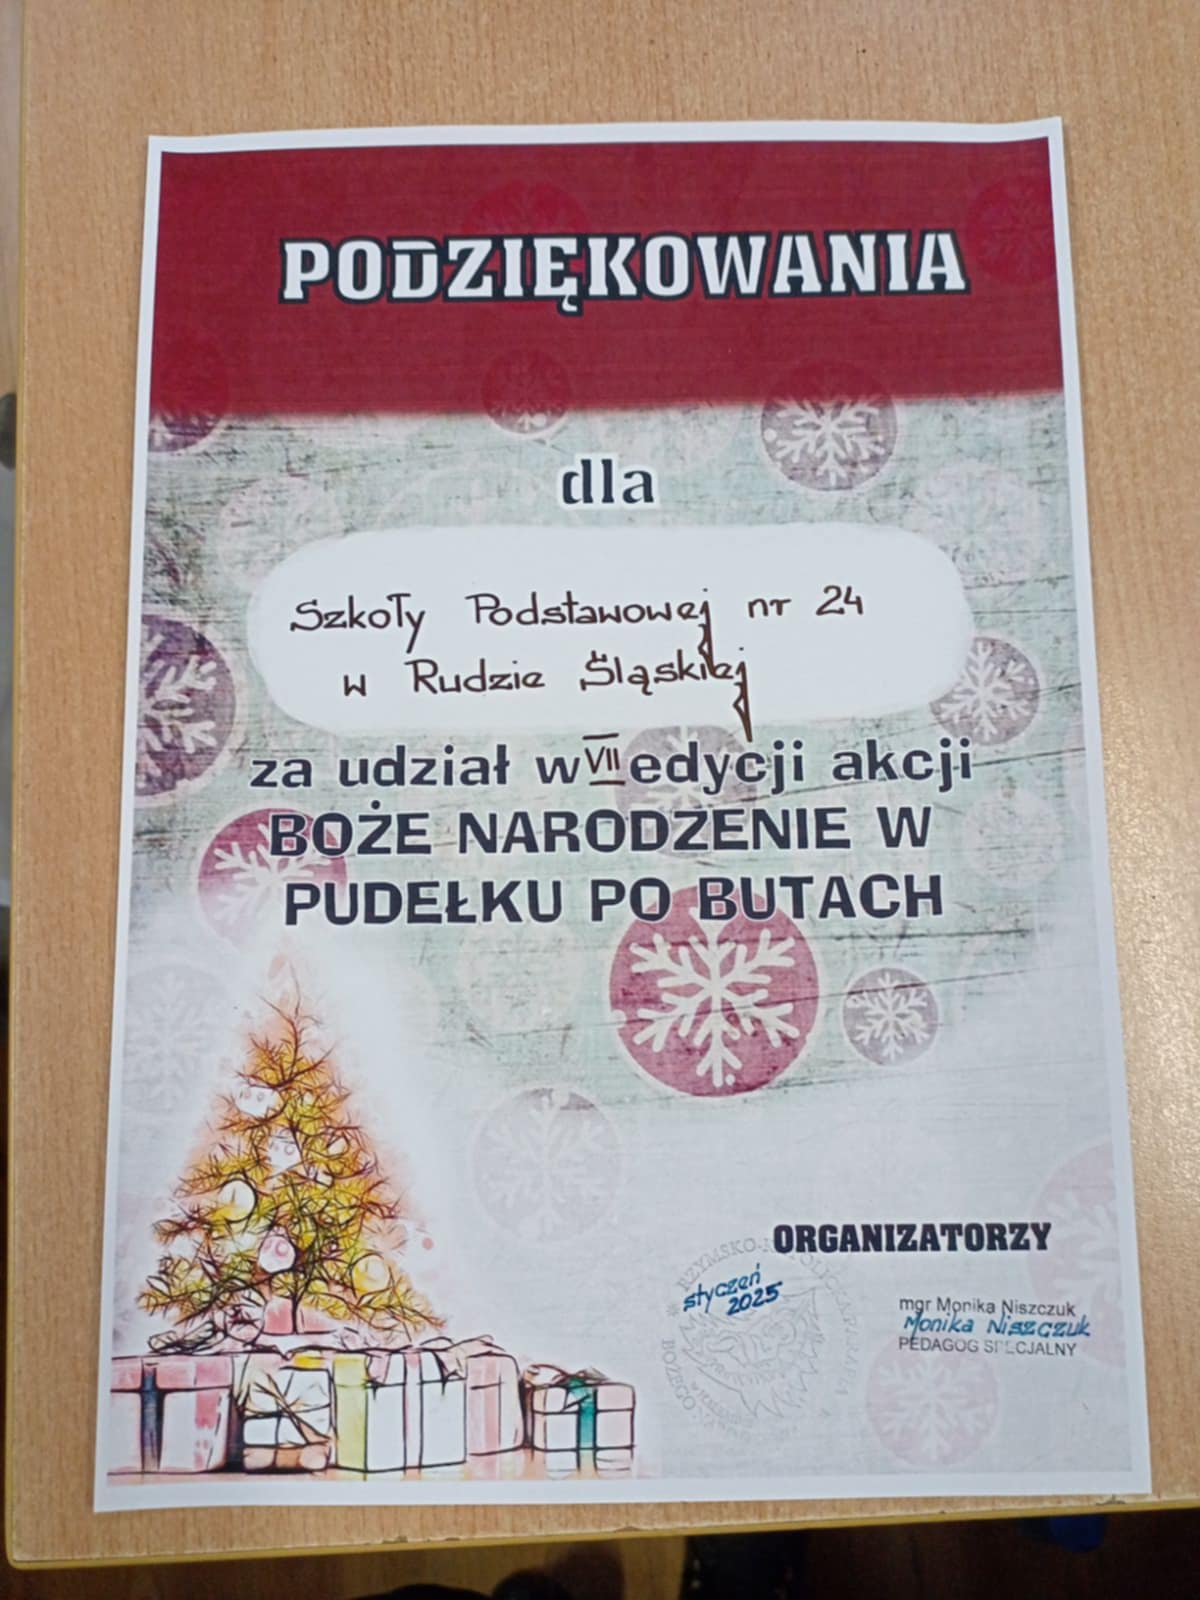 PODZIĘKOWANIA
dla
Szkoły Podstawowej nr 24
w Rudzie Śląskiej
za udział w VII edycji akcji
BOŻE NARODZENIE W
PUDEŁKU PO BUTACH
ORGANIZATORZY
styczeń
2025
mgr Monika Niszczuk
Monika Niszczuk
PEDAGOG SPECJALNY